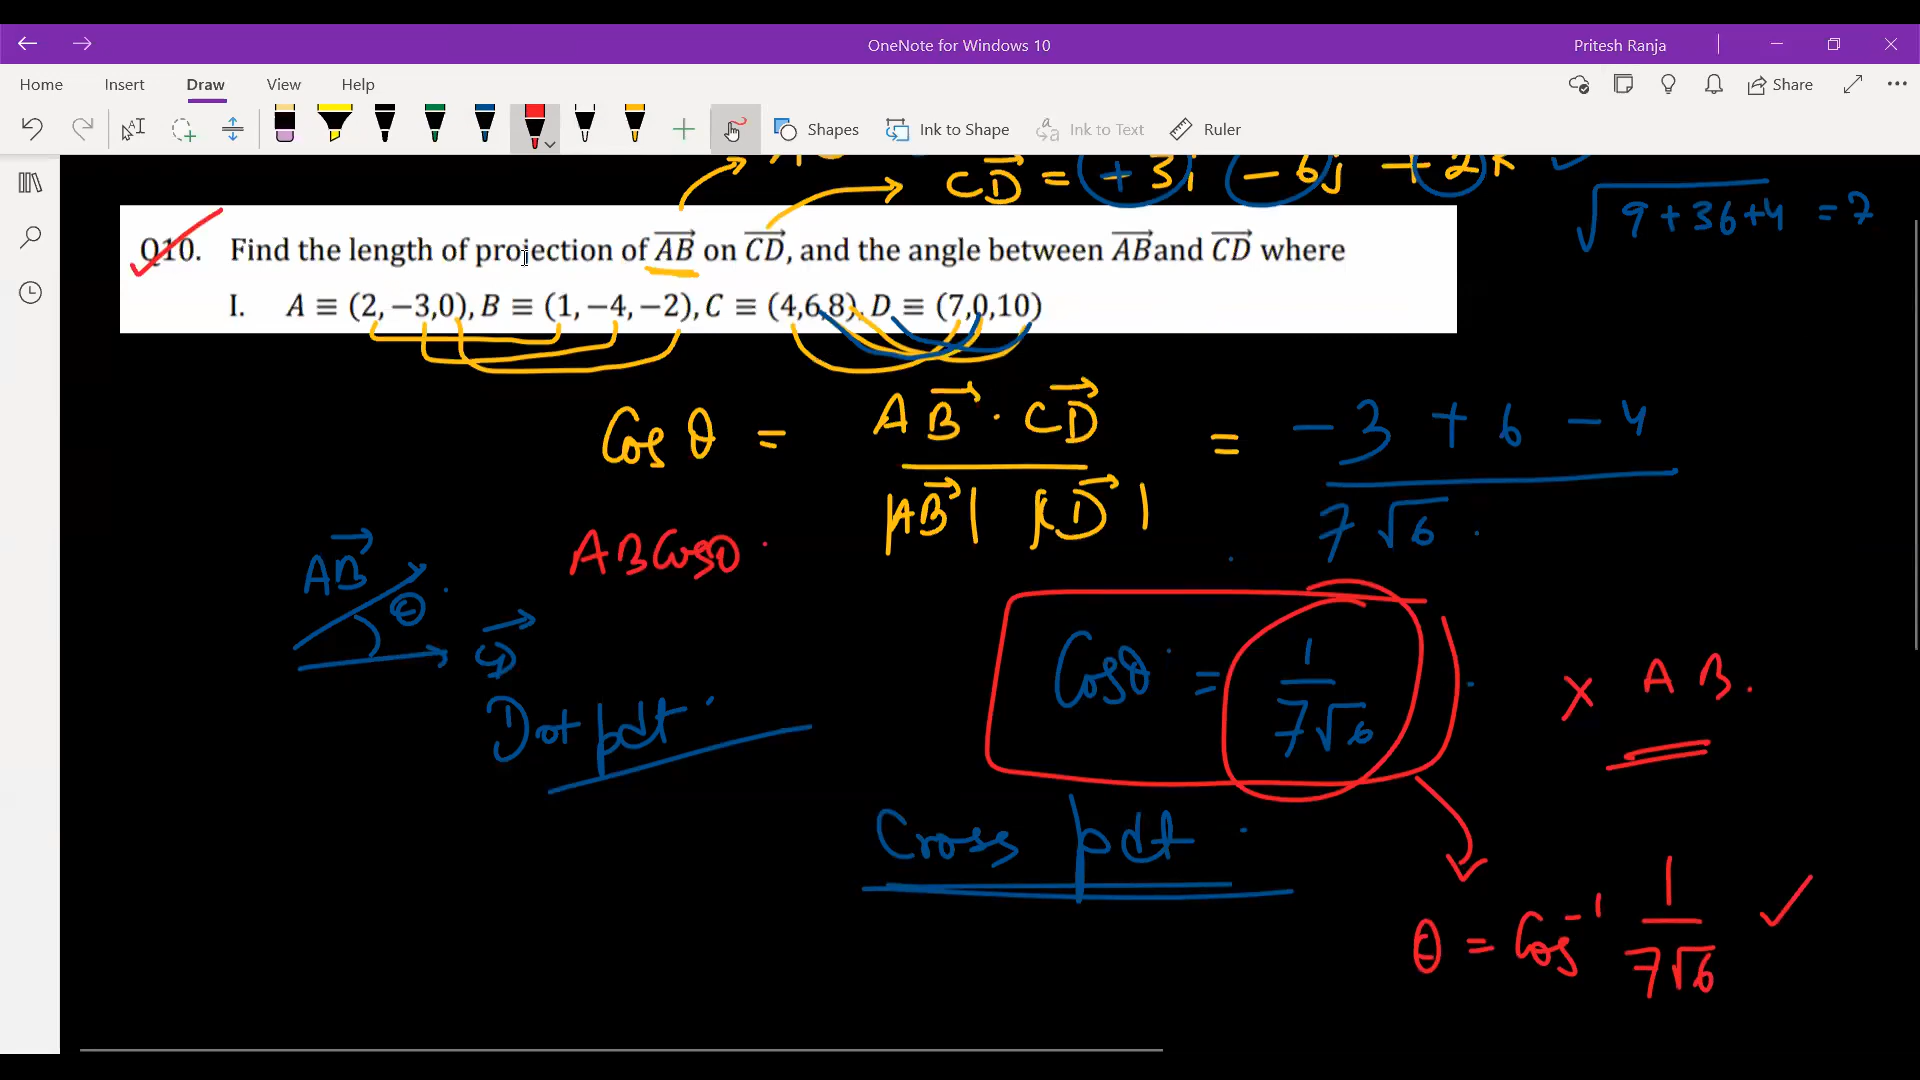 OneNote for Windows 10
Pritesh Ranja
Home Insert Draw View Help
Share
Shapes Ink to Shape Ink to Text Ruler
CD = + 3i - 6j + 2k
√9+36+4 = 7
Q10. Find the length of projection of AB on CD, and the angle between AB and CD where
I. A ≡ (2, −3,0), B ≡ (1, −4, −2), C ≡ (4,6,8), D ≡ (7,0,10)
Cos θ = AB · CD / |AB| |CD| = - 3 + 6 - 4 / 7 √6
AB Cosθ
AB
θ
CD
Dot pdt
Cosθ = 1 / 7√6
× AB.
Cross pdt
θ = Cos⁻¹ 1 / 7√6